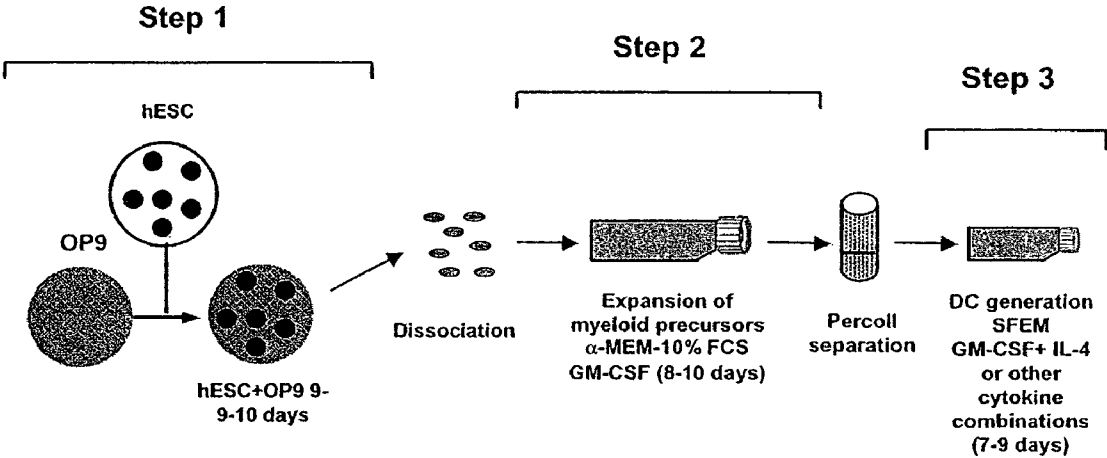 Step 1
Step 2
Step 3
hESC
OP9
hESC+OP9 9-
9-10 days
Dissociation
Expansion of
myeloid precursors
α-MEM-10% FCS
GM-CSF (8-10 days)
Percoll
separation
DC generation
SFEM
GM-CSF+ IL-4
or other
cytokine
combinations
(7-9 days)